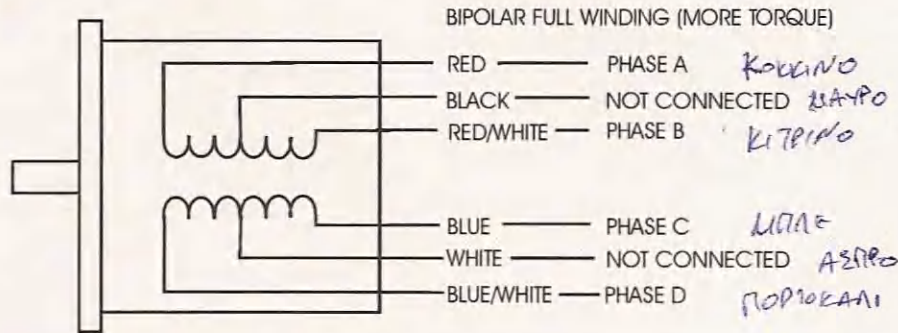 BIPOLAR FULL WINDING (MORE TORQUE)
RED PHASE A ΚΟΚΚΙΝΟ
BLACK NOT CONNECTED ΜΑΥΡΟ
RED/WHITE PHASE B ΚΙΤΡΙΝΟ
BLUE PHASE C ΜΠΛΕ
WHITE NOT CONNECTED ΑΣΠΡΟ
BLUE/WHITE PHASE D ΠΟΡΤΟΚΑΛΙ